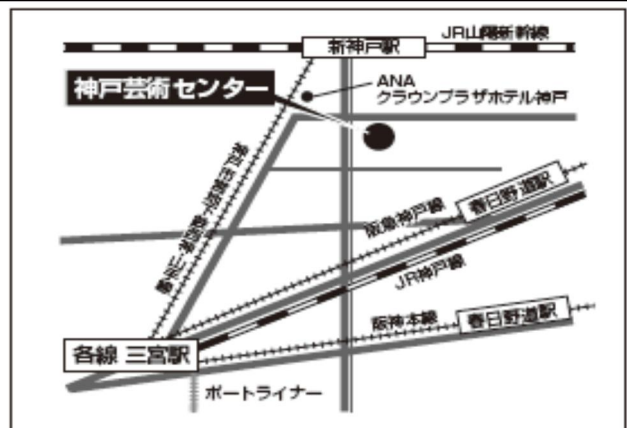 JR山陽新幹線
新神戸駅
神戸芸術センター
ANA
クラウンプラザホテル神戸
春日野道駅
阪急神戸線
JR神戸線
阪神本線
春日野道駅
各線 三宮駅
ポートライナー